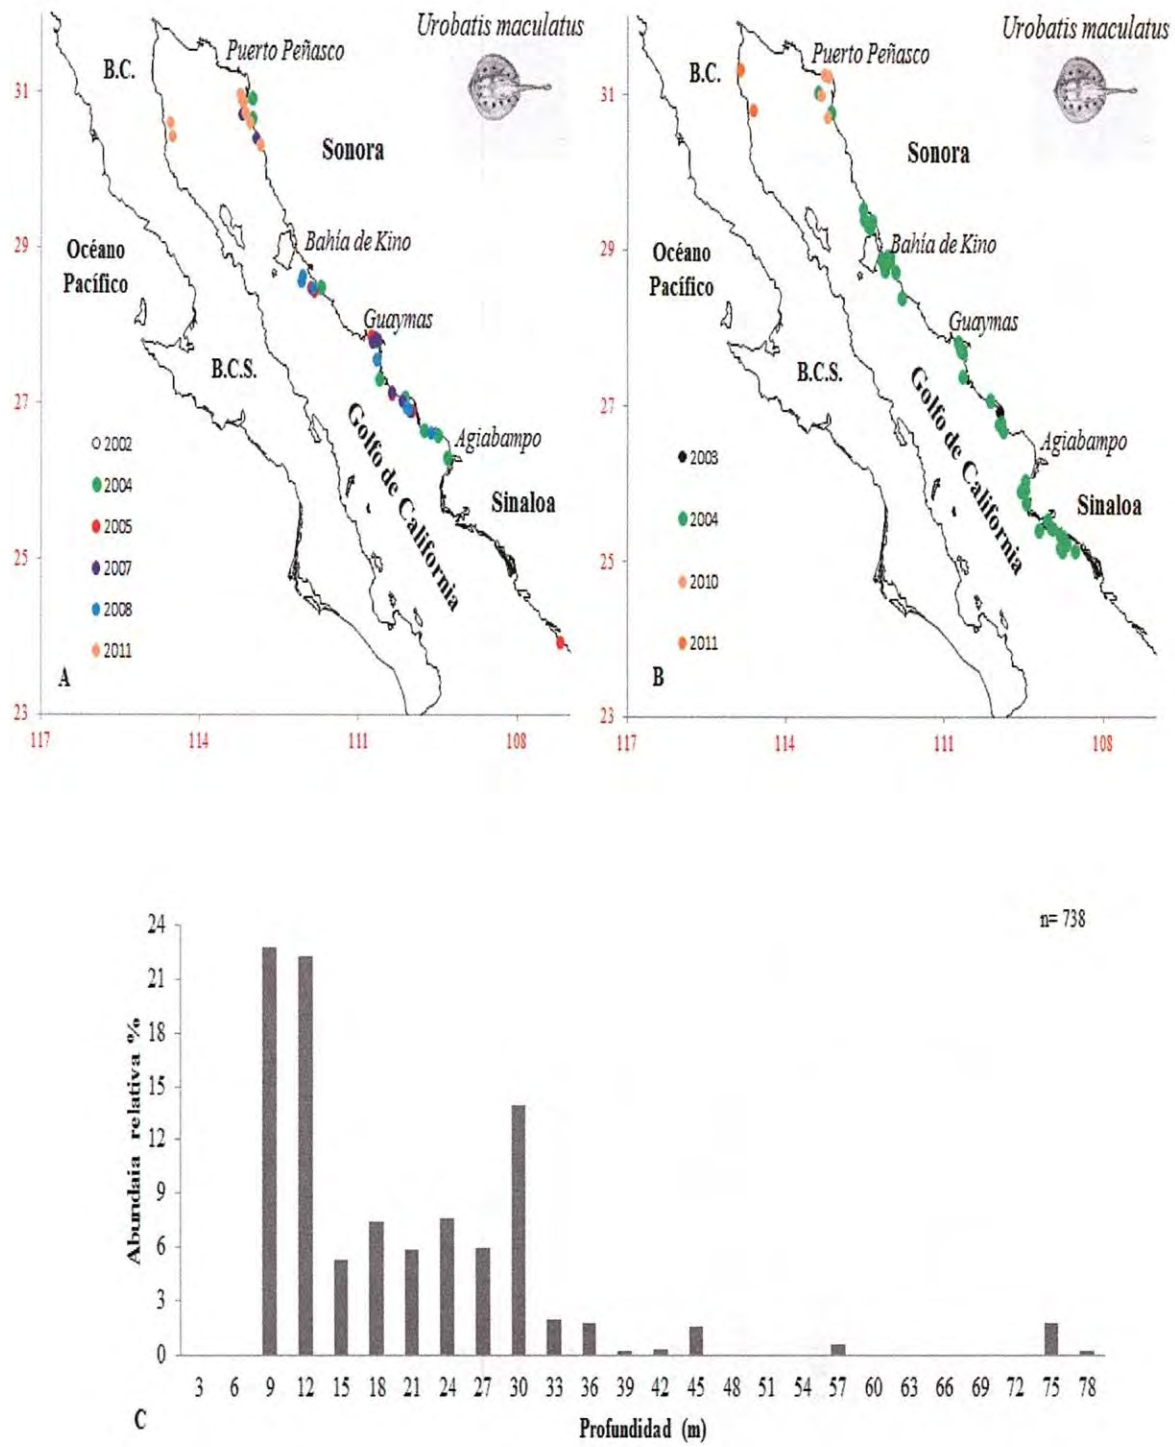 Urobatis maculatus
Puerto Peñasco
B.C.
31
Sonora
29
Bahía de Kino
Océano
Pacífico
Guaymas
B.C.S.
27
Golfo de California
Agiabampo
2002
2004
Sinaloa
2005
25
2007
2008
2011
A
23
117
114
111
108
Urobatis maculatus
Puerto Peñasco
B.C.
31
Sonora
29
Bahía de Kino
Océano
Pacífico
Guaymas
B.C.S.
27
Golfo de California
Agiabampo
2003
Sinaloa
2004
25
2010
2011
B
23
117
114
111
108
n= 738
24
21
18
15
12
9
6
3
0
Abundaia relativa %
3 6 9 12 15 18 21 24 27 30 33 36 39 42 45 48 51 54 57 60 63 66 69 72 75 78
C
Profundidad (m)